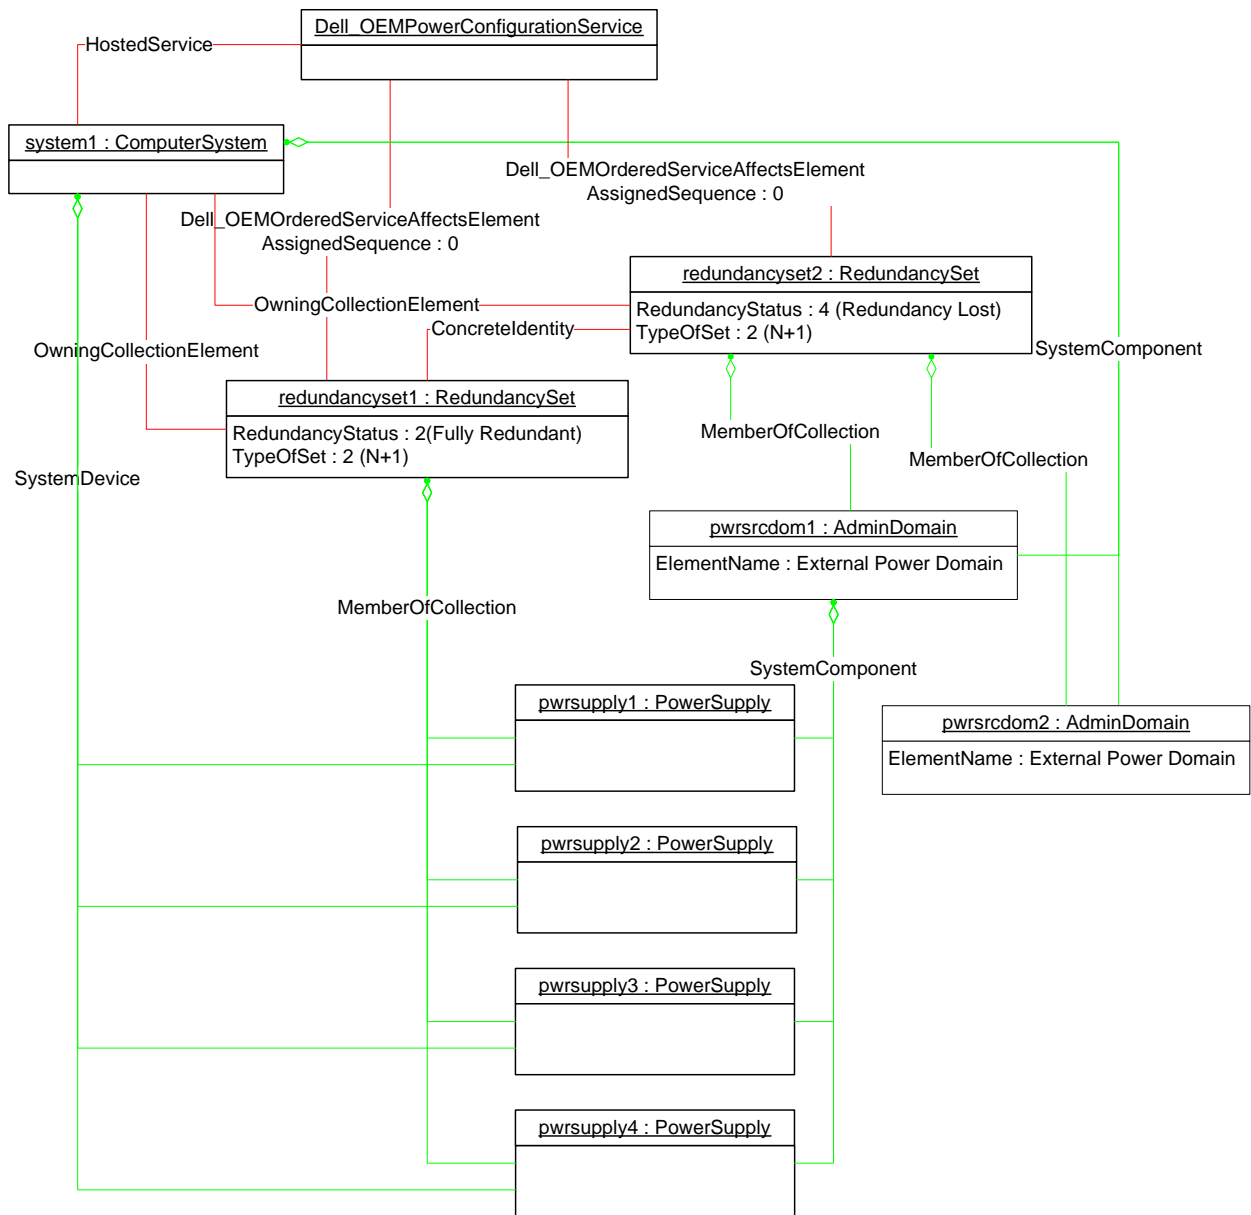 Dell_OEMPowerConfigurationService
HostedService
system1 : ComputerSystem
Dell_OEMOrderedServiceAffectsElement
AssignedSequence : 0
Dell_OEMOrderedServiceAffectsElement
AssignedSequence : 0
redundancyset2 : RedundancySet
RedundancyStatus : 4 (Redundancy Lost)
TypeOfSet : 2 (N+1)
OwningCollectionElement
ConcreteIdentity
OwningCollectionElement
SystemComponent
redundancyset1 : RedundancySet
RedundancyStatus : 2(Fully Redundant)
TypeOfSet : 2 (N+1)
MemberOfCollection
MemberOfCollection
SystemDevice
pwrsrcdom1 : AdminDomain
ElementName : External Power Domain
MemberOfCollection
SystemComponent
pwrsupply1 : PowerSupply
pwrsrcdom2 : AdminDomain
ElementName : External Power Domain
pwrsupply2 : PowerSupply
pwrsupply3 : PowerSupply
pwrsupply4 : PowerSupply